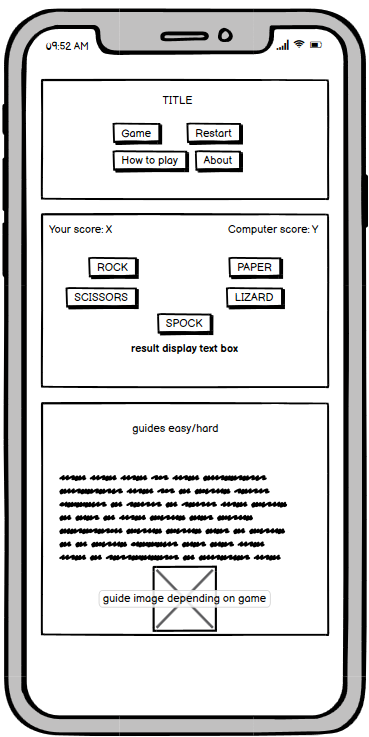 09:52 AM
TITLE
Game Restart
How to play About
Your score: X Computer score: Y
ROCK PAPER
SCISSORS LIZARD
SPOCK
result display text box
guides easy/hard
guide image depending on game